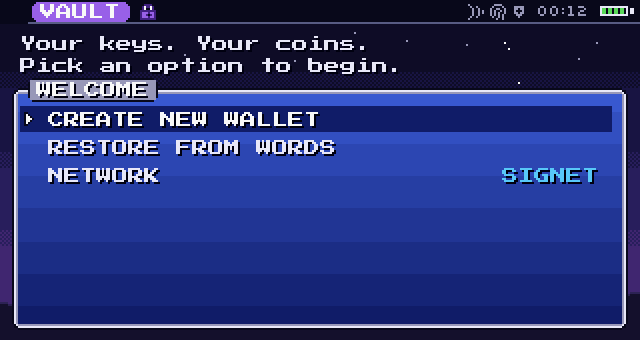 VAULT 00:12
Your keys. Your coins.
Pick an option to begin.
WELCOME
CREATE NEW WALLET
RESTORE FROM WORDS
NETWORK SIGNET